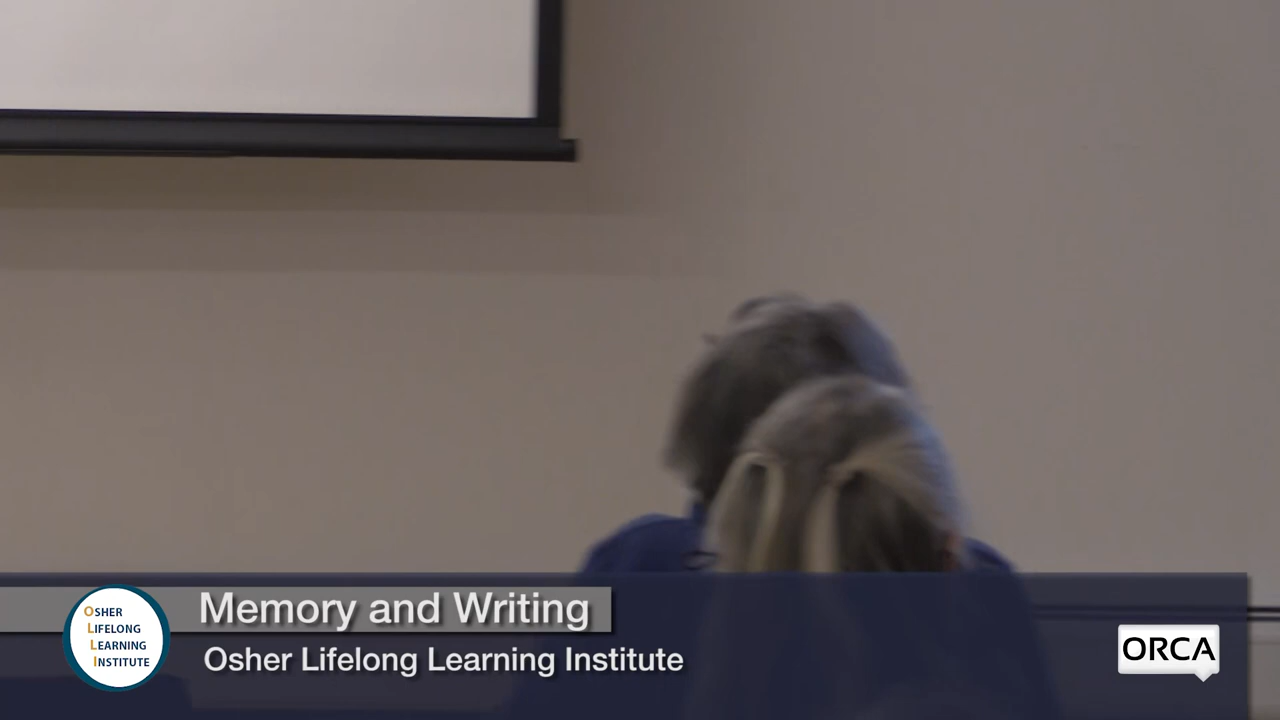 Memory and Writing
Osher Lifelong Learning Institute
OSHER
LIFELONG
LEARNING
INSTITUTE
ORCA